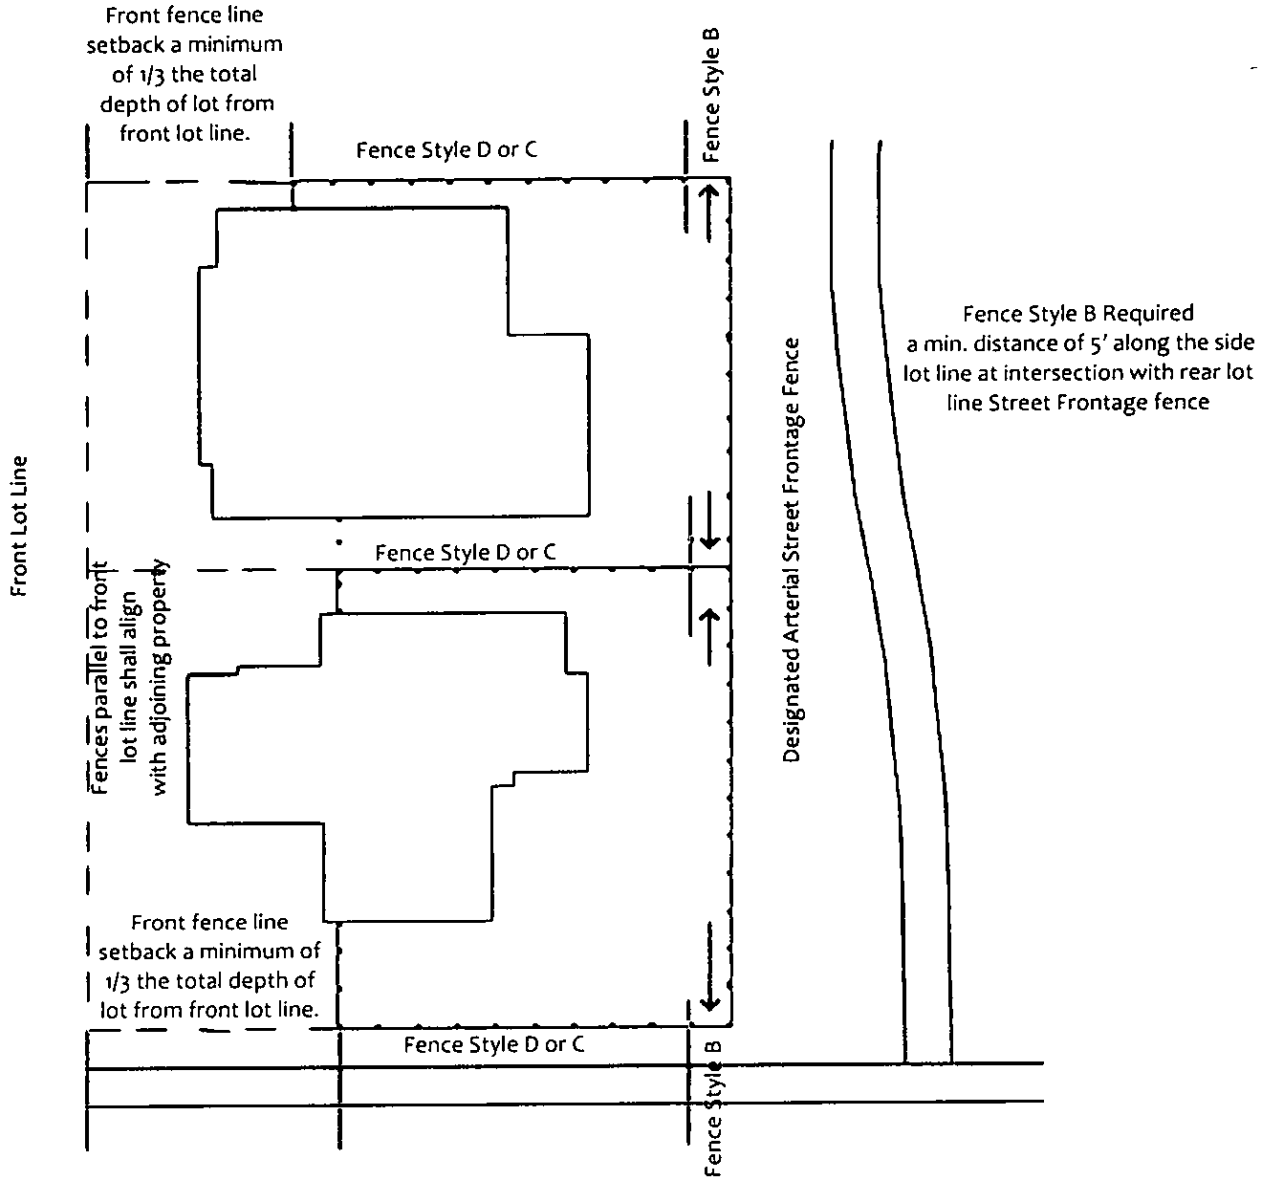 Front fence line
setback a minimum
of 1/3 the total
depth of lot from
front lot line.
Fence Style D or C
Fence Style B
Fence Style B Required
a min. distance of 5' along the side
lot line at intersection with rear lot
line Street Frontage fence
Designated Arterial Street Frontage Fence
Front Lot Line
Fence Style D or C
Fences parallel to front
lot line shall align
with adjoining property
Front fence line
setback a minimum of
1/3 the total depth of
lot from front lot line.
Fence Style D or C
Fence Style B